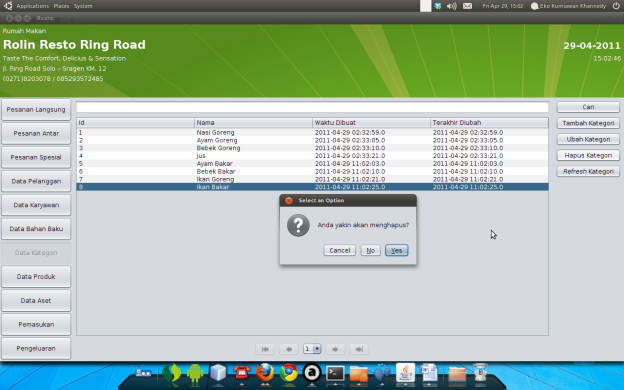 Applications Places System
Fri Apr 29, 15:02 Eko Kurniawan Khannedy
Resto
Rumah Makan
Rolin Resto Ring Road
Taste The Comfort, Delicius & Sensation
Jl. Ring Road Solo - Sragen KM. 12
(0271)8203078 / 085293572485
29-04-2011
15:02:46
Pesanan Langsung
Pesanan Antar
Pesanan Spesial
Data Pelanggan
Data Karyawan
Data Bahan Baku
Data Kategori
Data Produk
Data Aset
Pemasukan
Pengeluaran
Id Nama Waktu Dibuat Terakhir Diubah
1 Nasi Goreng 2011-04-29 02:32:59.0 2011-04-29 02:32:59.0
2 Ayam Goreng 2011-04-29 02:33:05.0 2011-04-29 02:33:05.0
3 Bebek Goreng 2011-04-29 02:33:10.0 2011-04-29 02:33:10.0
4 Jus 2011-04-29 02:33:21.0 2011-04-29 02:33:21.0
5 Ayam Bakar 2011-04-29 11:02:03.0 2011-04-29 11:02:03.0
6 Bebek Bakar 2011-04-29 11:02:10.0 2011-04-29 11:02:10.0
7 Ikan Goreng 2011-04-29 11:02:21.0 2011-04-29 11:02:21.0
8 Ikan Bakar 2011-04-29 11:02:25.0 2011-04-29 11:02:25.0
Select an Option
Anda yakin akan menghapus?
Cancel No Yes
1
Cari
Tambah Kategori
Ubah Kategori
Hapus Kategori
Refresh Kategori